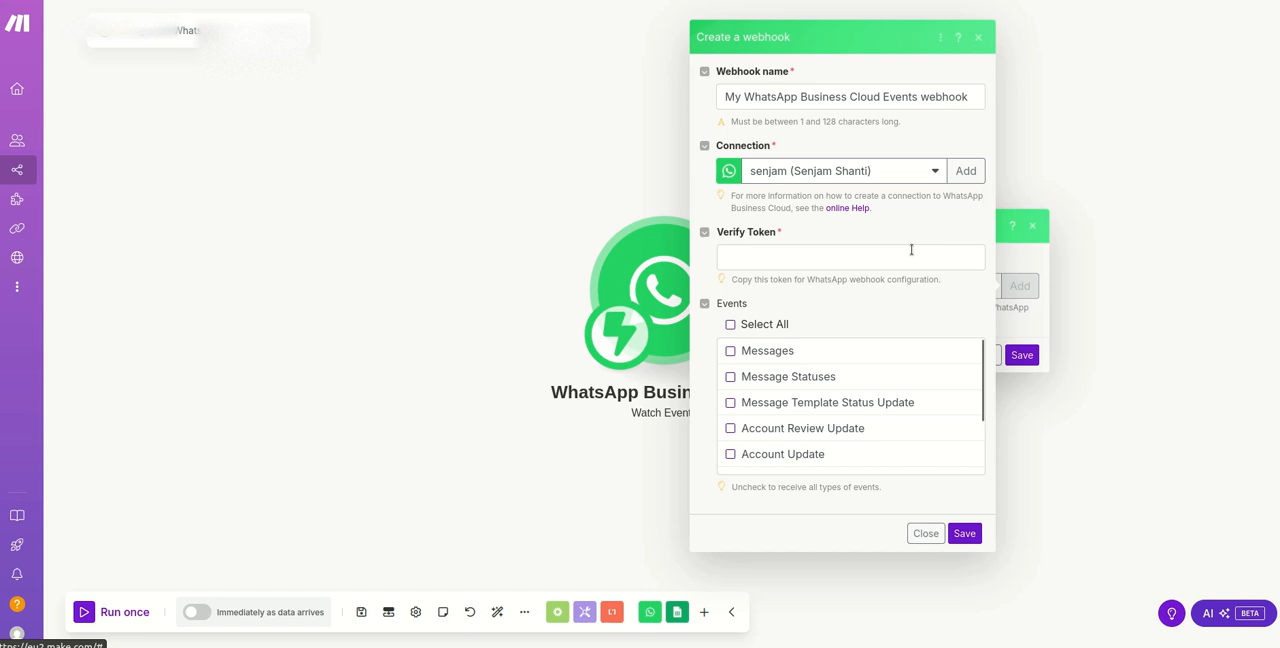 Whats
Create a webhook
Webhook name*
My WhatsApp Business Cloud Events webhook
Must be between 1 and 128 characters long.
Connection*
senjam (Senjam Shanti)
Add
For more information on how to create a connection to WhatsApp
Business Cloud, see the online Help.
Verify Token*
Copy this token for WhatsApp webhook configuration.
Events
Select All
Messages
Message Statuses
Message Template Status Update
Account Review Update
Account Update
Uncheck to receive all types of events.
Close
Save
Add
Save
WhatsApp Busin
Watch Event
Run once
Immediately as data arrives
AI
BETA